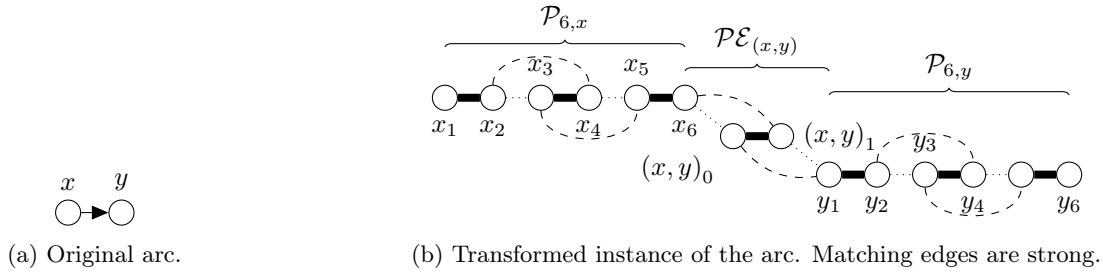 𝒫₆,ₓ
𝒫ℰ₍ₓ,ᵧ₎
𝒫₆,ᵧ
x₃ x₅
x₁ x₂ x₄ x₆
(x, y)₁
y₃
(x, y)₀
x y
y₁ y₂ y₄ y₆
(a) Original arc.
(b) Transformed instance of the arc. Matching edges are strong.